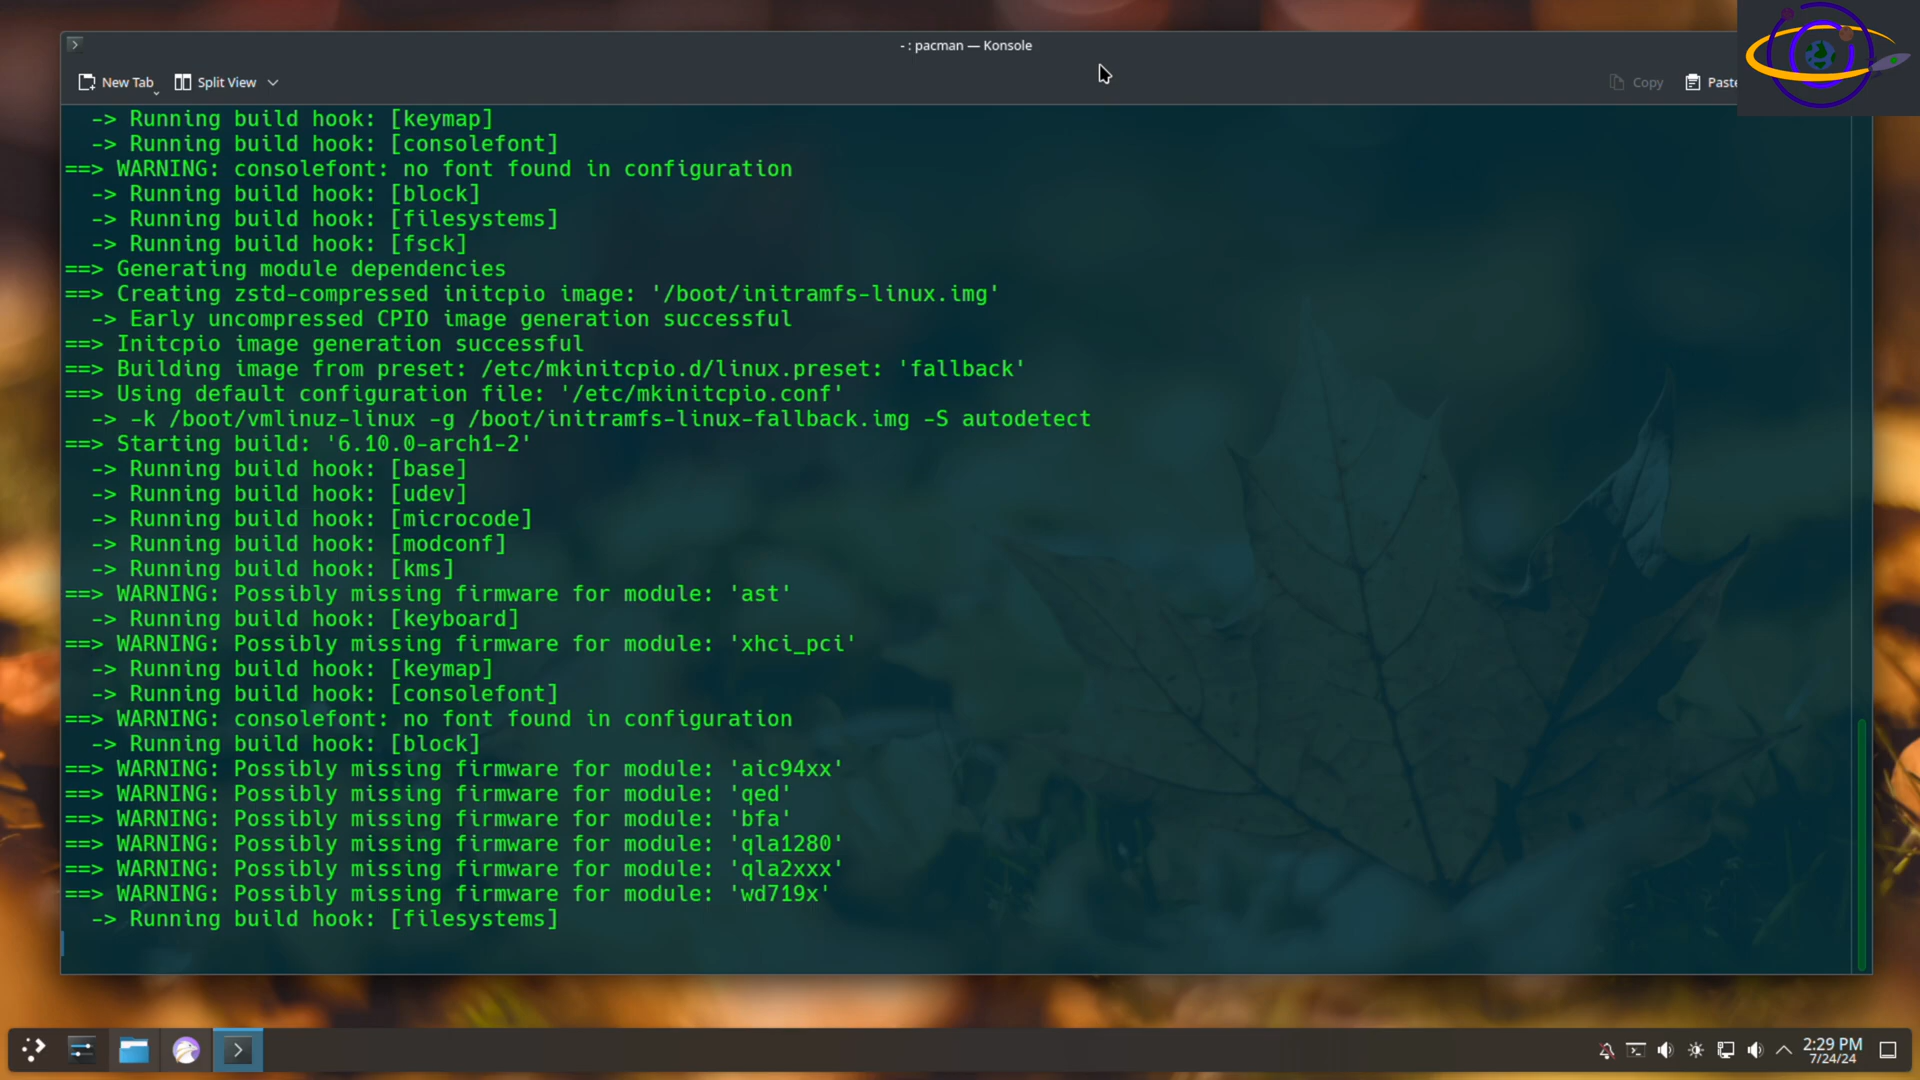 - : pacman — Konsole
New Tab
Split View
Copy
Paste
-> Running build hook: [keymap]
-> Running build hook: [consolefont]
==> WARNING: consolefont: no font found in configuration
-> Running build hook: [block]
-> Running build hook: [filesystems]
-> Running build hook: [fsck]
==> Generating module dependencies
==> Creating zstd-compressed initcpio image: '/boot/initramfs-linux.img'
-> Early uncompressed CPIO image generation successful
==> Initcpio image generation successful
==> Building image from preset: /etc/mkinitcpio.d/linux.preset: 'fallback'
==> Using default configuration file: '/etc/mkinitcpio.conf'
-> -k /boot/vmlinuz-linux -g /boot/initramfs-linux-fallback.img -S autodetect
==> Starting build: '6.10.0-arch1-2'
-> Running build hook: [base]
-> Running build hook: [udev]
-> Running build hook: [microcode]
-> Running build hook: [modconf]
-> Running build hook: [kms]
==> WARNING: Possibly missing firmware for module: 'ast'
-> Running build hook: [keyboard]
==> WARNING: Possibly missing firmware for module: 'xhci_pci'
-> Running build hook: [keymap]
-> Running build hook: [consolefont]
==> WARNING: consolefont: no font found in configuration
-> Running build hook: [block]
==> WARNING: Possibly missing firmware for module: 'aic94xx'
==> WARNING: Possibly missing firmware for module: 'qed'
==> WARNING: Possibly missing firmware for module: 'bfa'
==> WARNING: Possibly missing firmware for module: 'qla1280'
==> WARNING: Possibly missing firmware for module: 'qla2xxx'
==> WARNING: Possibly missing firmware for module: 'wd719x'
-> Running build hook: [filesystems]
2:29 PM
7/24/24